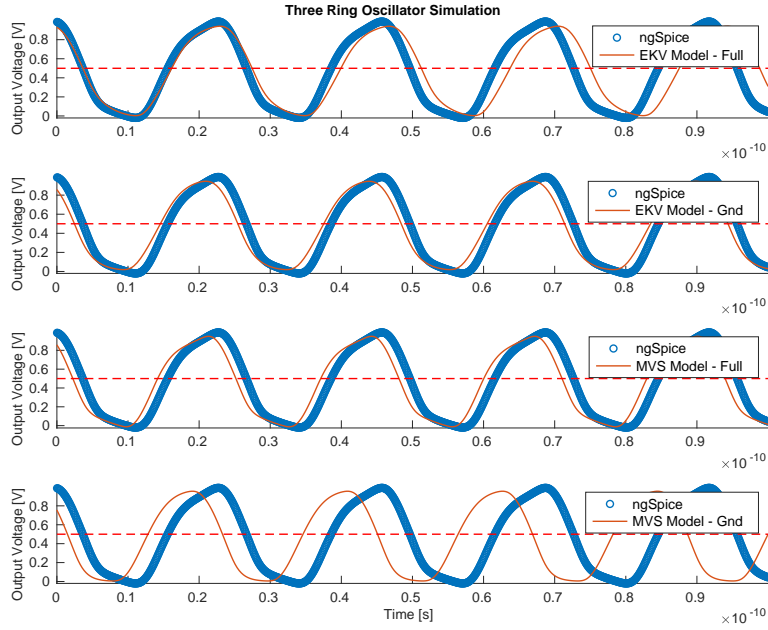 Three Ring Oscillator Simulation
Output Voltage [V]
0.8
0.6
0.4
0.2
0
ngSpice
EKV Model - Full
0 0.1 0.2 0.3 0.4 0.5 0.6 0.7 0.8 0.9
×10^-10
Output Voltage [V]
0.8
0.6
0.4
0.2
0
ngSpice
EKV Model - Gnd
0 0.1 0.2 0.3 0.4 0.5 0.6 0.7 0.8 0.9
×10^-10
Output Voltage [V]
0.8
0.6
0.4
0.2
0
ngSpice
MVS Model - Full
0 0.1 0.2 0.3 0.4 0.5 0.6 0.7 0.8 0.9
×10^-10
Output Voltage [V]
0.8
0.6
0.4
0.2
0
ngSpice
MVS Model - Gnd
0 0.1 0.2 0.3 0.4 0.5 0.6 0.7 0.8 0.9
×10^-10
Time [s]